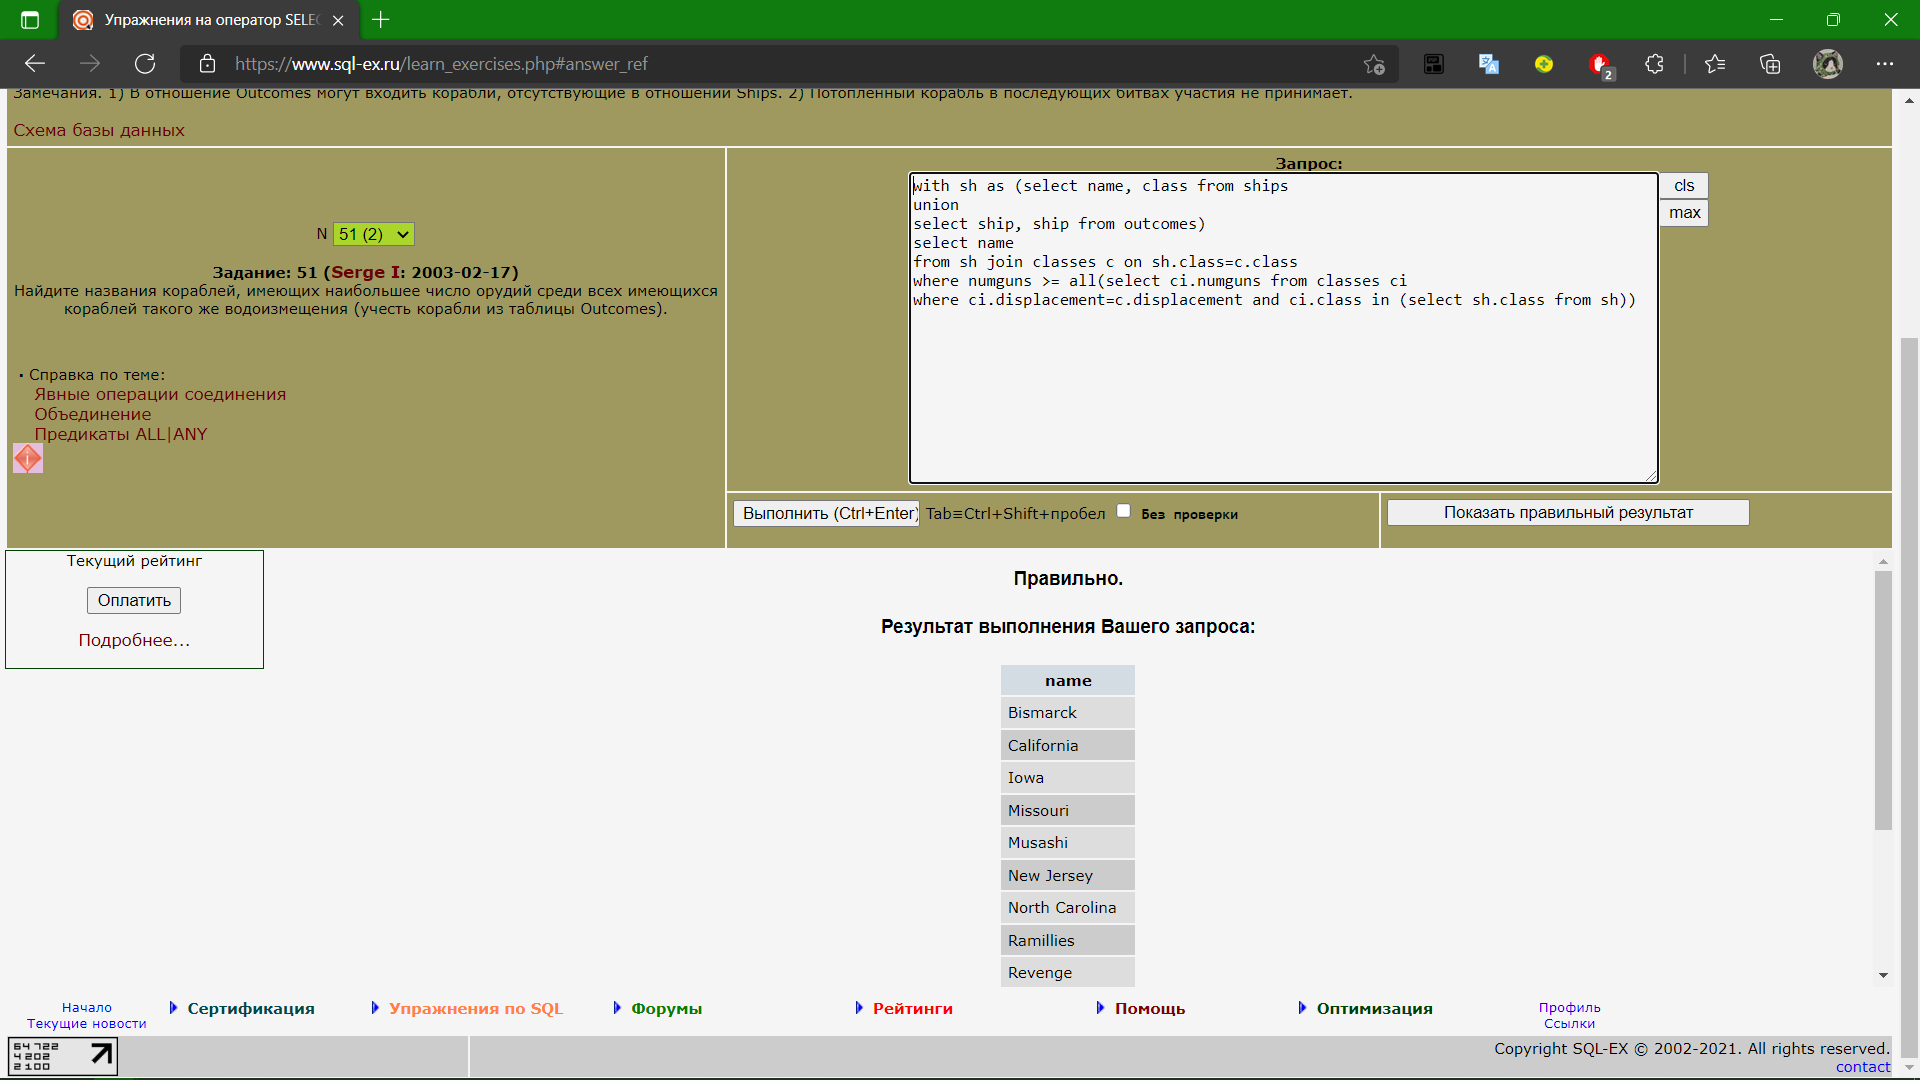 Упражнения на оператор SELEC
https://www.sql-ex.ru/learn_exercises.php#answer_ref
2
Замечания. 1) В отношение Outcomes могут входить корабли, отсутствующие в отношении Ships. 2) Потопленный корабль в последующих битвах участия не принимает.
Схема базы данных
N 51 (2)
Задание: 51 (Serge I: 2003-02-17)
Найдите названия кораблей, имеющих наибольшее число орудий среди всех имеющихся
кораблей такого же водоизмещения (учесть корабли из таблицы Outcomes).
· Справка по теме:
Явные операции соединения
Объединение
Предикаты ALL|ANY
Запрос:
with sh as (select name, class from ships
union
select ship, ship from outcomes)
select name
from sh join classes c on sh.class=c.class
where numguns >= all(select ci.numguns from classes ci
where ci.displacement=c.displacement and ci.class in (select sh.class from sh))
cls
max
Выполнить (Ctrl+Enter) Tab≡Ctrl+Shift+пробел Без проверки
Показать правильный результат
Текущий рейтинг
Оплатить
Подробнее...
Правильно.
Результат выполнения Вашего запроса:
name
Bismarck
California
Iowa
Missouri
Musashi
New Jersey
North Carolina
Ramillies
Revenge
Начало
Текущие новости
Сертификация
Упражнения по SQL
Форумы
Рейтинги
Помощь
Оптимизация
Профиль
Ссылки
64 722
4 202
2 100
Copyright SQL-EX © 2002-2021. All rights reserved.
contact